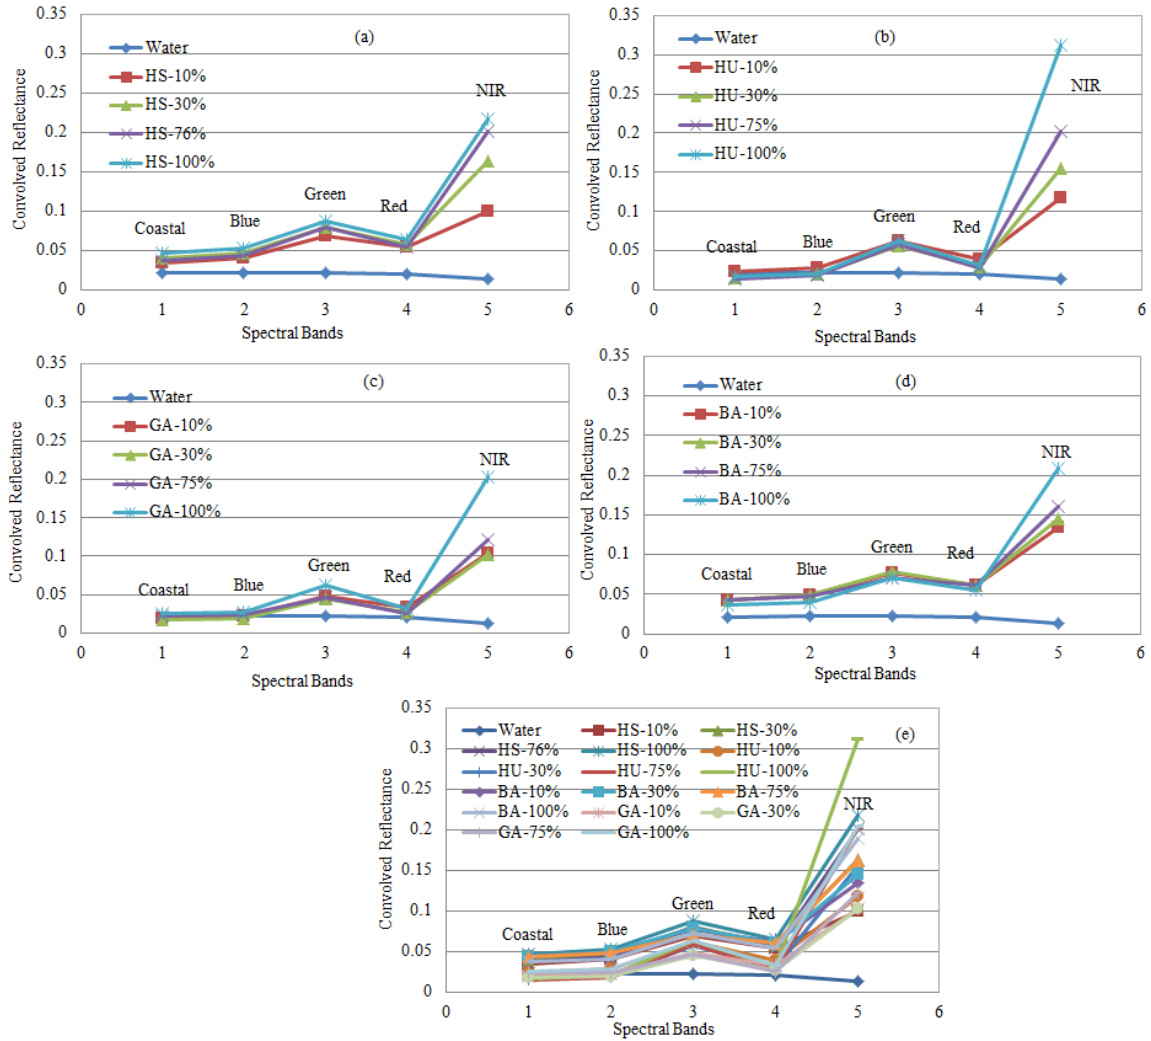 0.35
0.3
0.25
0.2
0.15
0.1
0.05
0
Convolved Reflectance
(a)
Water
HS-10%
HS-30%
HS-76%
HS-100%
Coastal
Blue
Green
Red
NIR
0 1 2 3 4 5 6
Spectral Bands
0.35
0.3
0.25
0.2
0.15
0.1
0.05
0
Convolved Reflectance
(b)
Water
HU-10%
HU-30%
HU-75%
HU-100%
Coastal
Blue
Green
Red
NIR
0 1 2 3 4 5 6
Spectral Bands
0.35
0.3
0.25
0.2
0.15
0.1
0.05
0
Convolved Reflectance
(c)
Water
GA-10%
GA-30%
GA-75%
GA-100%
Coastal
Blue
Green
Red
NIR
0 1 2 3 4 5 6
Spectral Bands
0.35
0.3
0.25
0.2
0.15
0.1
0.05
0
Convolved Reflectance
(d)
Water
BA-10%
BA-30%
BA-75%
BA-100%
Coastal
Blue
Green
Red
NIR
0 1 2 3 4 5 6
Spectral Bands
0.35
0.3
0.25
0.2
0.15
0.1
0.05
0
Convolved Reflectance
(e)
Water HS-10% HS-30%
HS-76% HS-100% HU-10%
HU-30% HU-75% HU-100%
BA-10% BA-30% BA-75%
BA-100% GA-10% GA-30%
GA-75% GA-100%
Coastal
Blue
Green
Red
NIR
0 1 2 3 4 5 6
Spectral Bands